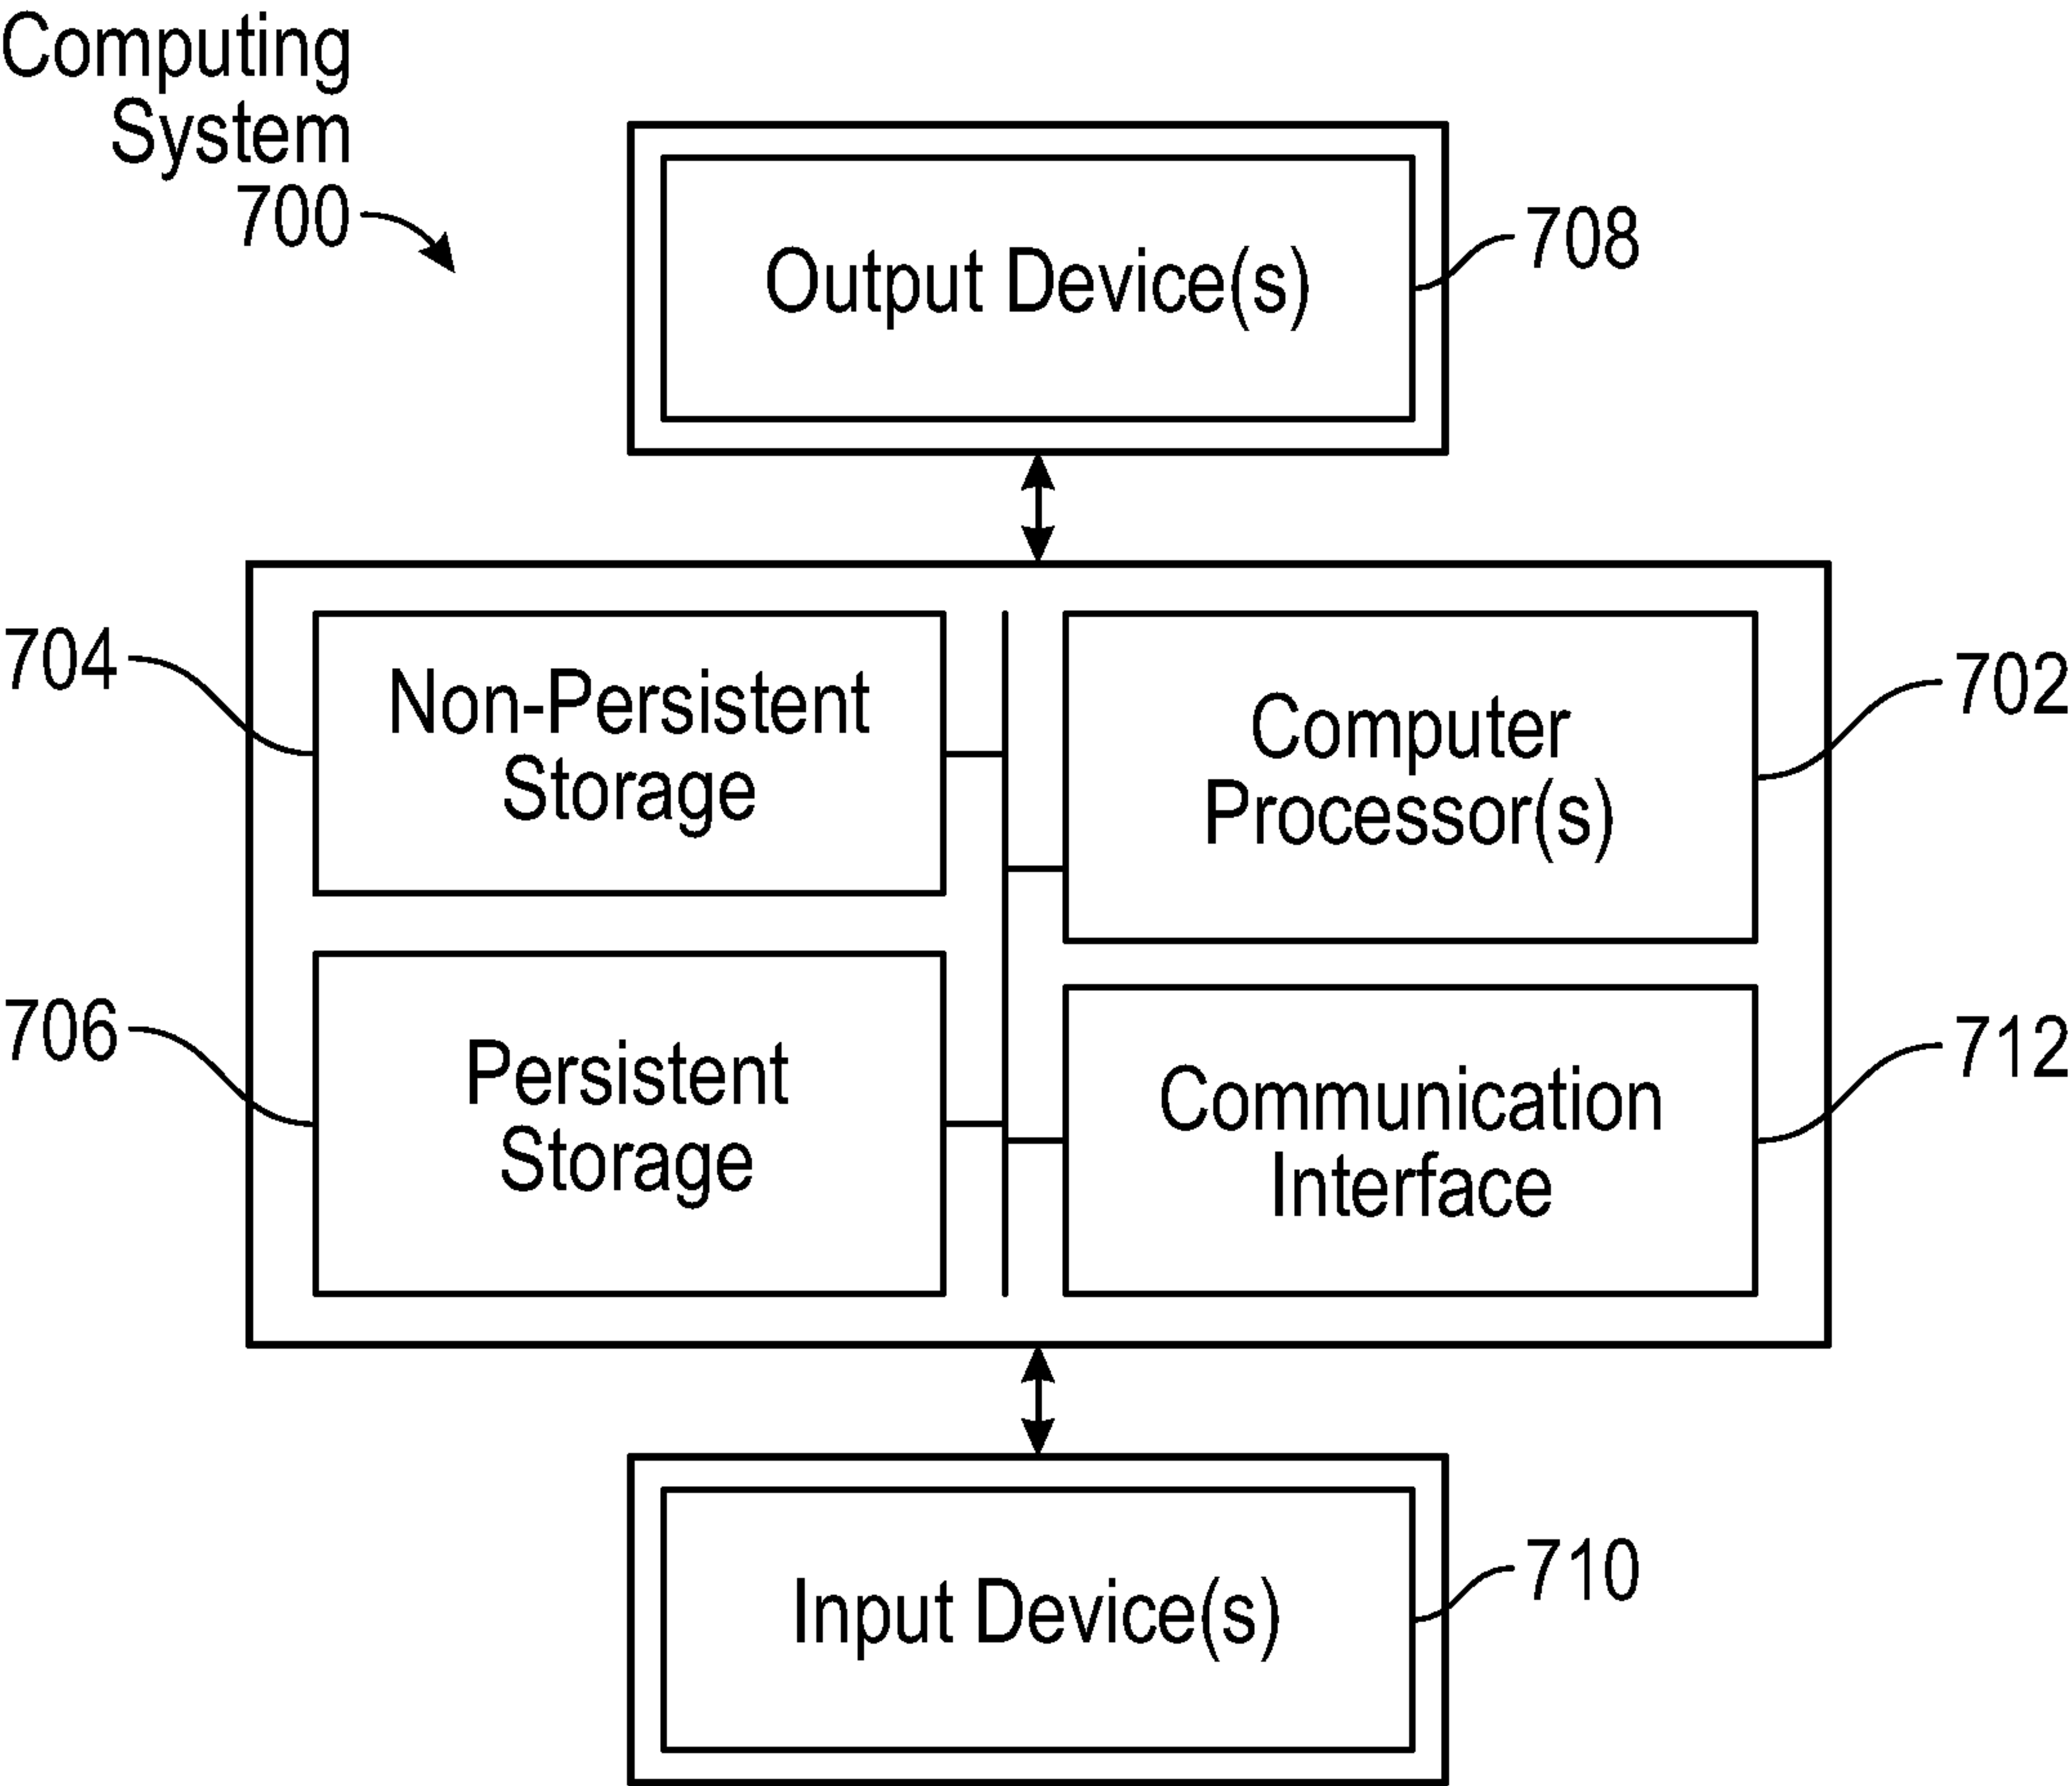 Computing
System
700
Output Device(s)
708
704
Non-Persistent
Storage
Computer
Processor(s)
702
706
Persistent
Storage
Communication
Interface
712
Input Device(s)
710